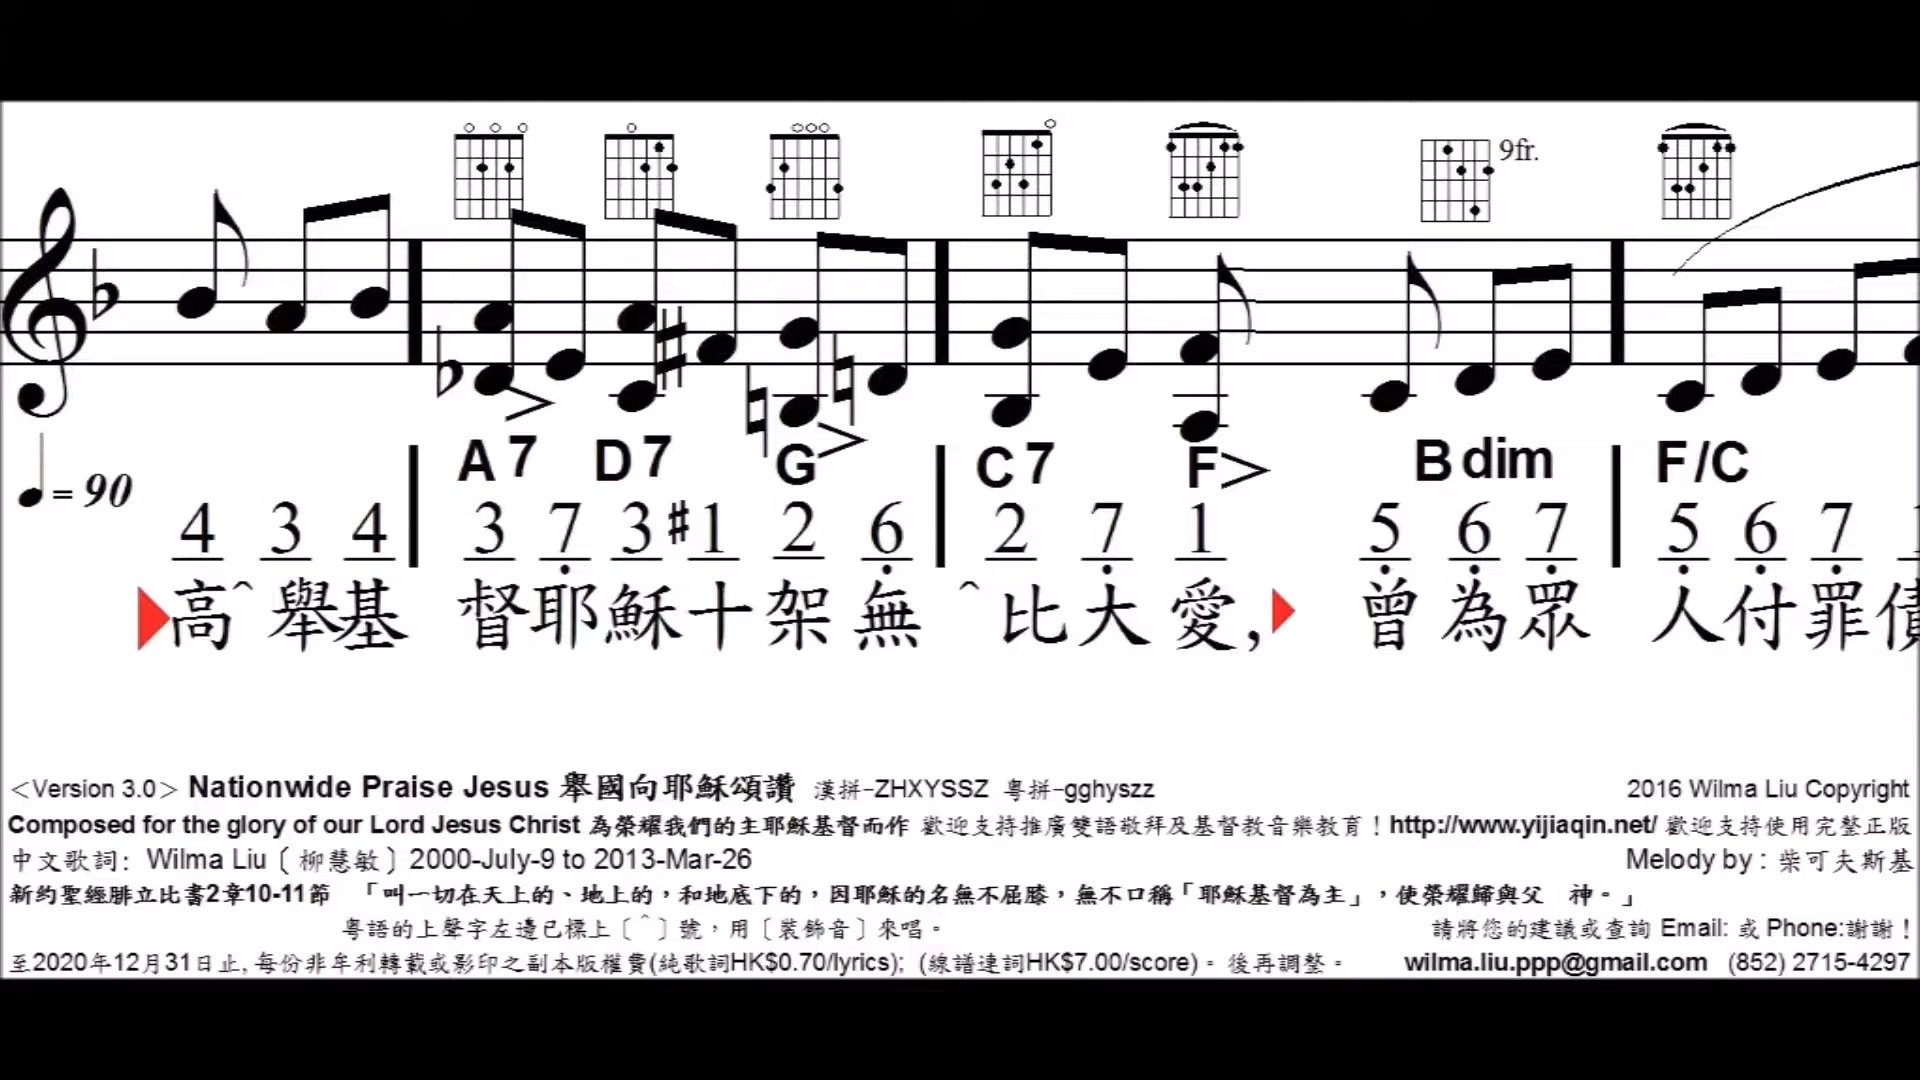 9fr.
A7 D7 G C7 F Bdim F/C
♩= 90
4 3 4 3 7 3 #1 2 6 2 7 1 5 6 7 5 6 7
高^舉基 督耶穌十架無 ^比大愛, 曾為眾 人付罪債
<Version 3.0> Nationwide Praise Jesus 舉國向耶穌頌讚 漢拼-ZHXYSSZ 粵拼-gghyszz 2016 Wilma Liu Copyright
Composed for the glory of our Lord Jesus Christ 為榮耀我們的主耶穌基督而作 歡迎支持推廣雙語敬拜及基督教音樂教育！http://www.yijiaqin.net/ 歡迎支持使用完整正版
中文歌詞: Wilma Liu〔柳慧敏〕2000-July-9 to 2013-Mar-26 Melody by : 柴可夫斯基
新約聖經腓立比書2章10-11節 「叫一切在天上的、地上的，和地底下的，因耶穌的名無不屈膝，無不口稱「耶穌基督為主」，使榮耀歸與父 神。」
粵語的上聲字左邊已標上〔^〕號，用〔裝飾音〕來唱。 請將您的建議或查詢 Email: 或 Phone:謝謝！
至2020年12月31日止, 每份非牟利轉載或影印之副本版權費(純歌詞HK$0.70/lyrics); (線譜連詞HK$7.00/score)。後再調整。 wilma.liu.ppp@gmail.com (852) 2715-4297